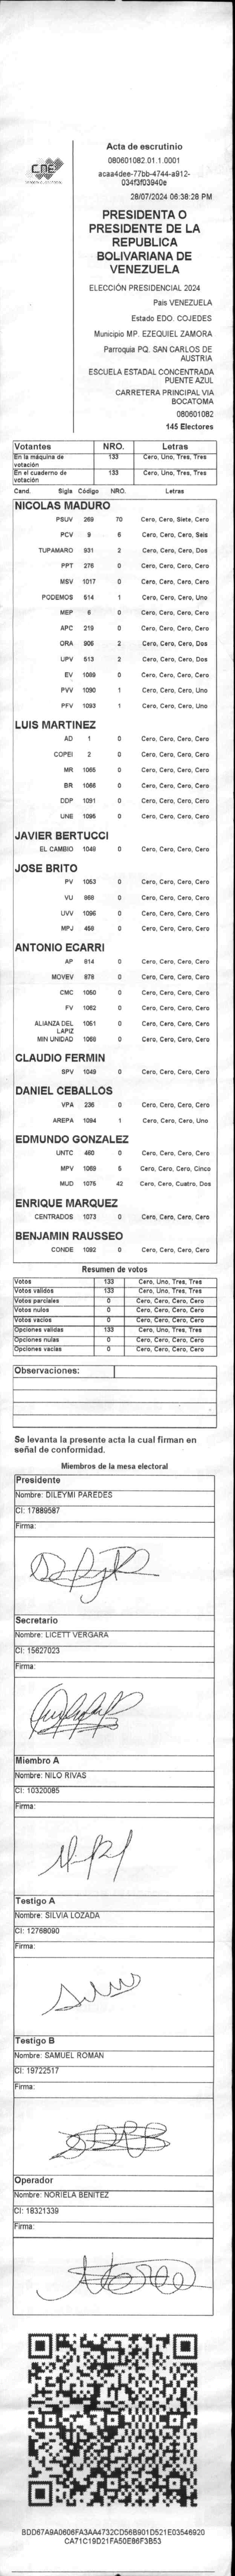 CNE
Acta de escrutinio
080601082.01.1.0001
acaa4dee-77bb-4744-a912-
034f3f03940e
28/07/2024 06:38:28 PM
PRESIDENTA O
PRESIDENTE DE LA
REPUBLICA
BOLIVARIANA DE
VENEZUELA
ELECCIÓN PRESIDENCIAL 2024
País VENEZUELA
Estado EDO. COJEDES
Municipio MP. EZEQUIEL ZAMORA
Parroquia PQ. SAN CARLOS DE
AUSTRIA
ESCUELA ESTADAL CONCENTRADA
PUENTE AZUL
CARRETERA PRINCIPAL VIA
BOCATOMA
080601082
145 Electores
Votantes NRO. Letras
En la máquina de votación 133 Cero, Uno, Tres, Tres
En el cuaderno de votación 133 Cero, Uno, Tres, Tres
Cand. Sigla Código NRO. Letras
NICOLAS MADURO
PSUV 269 70 Cero, Cero, Siete, Cero
PCV 9 6 Cero, Cero, Cero, Seis
TUPAMARO 931 2 Cero, Cero, Cero, Dos
PPT 276 0 Cero, Cero, Cero, Cero
MSV 1017 0 Cero, Cero, Cero, Cero
PODEMOS 514 1 Cero, Cero, Cero, Uno
MEP 6 0 Cero, Cero, Cero, Cero
APC 219 0 Cero, Cero, Cero, Cero
ORA 906 2 Cero, Cero, Cero, Dos
UPV 513 2 Cero, Cero, Cero, Dos
EV 1089 0 Cero, Cero, Cero, Cero
PVV 1090 1 Cero, Cero, Cero, Uno
PFV 1093 1 Cero, Cero, Cero, Uno
LUIS MARTINEZ
AD 1 0 Cero, Cero, Cero, Cero
COPEI 2 0 Cero, Cero, Cero, Cero
MR 1065 0 Cero, Cero, Cero, Cero
BR 1066 0 Cero, Cero, Cero, Cero
DDP 1091 0 Cero, Cero, Cero, Cero
UNE 1095 0 Cero, Cero, Cero, Cero
JAVIER BERTUCCI
EL CAMBIO 1048 0 Cero, Cero, Cero, Cero
JOSE BRITO
PV 1053 0 Cero, Cero, Cero, Cero
VU 868 0 Cero, Cero, Cero, Cero
UVV 1096 0 Cero, Cero, Cero, Cero
MPJ 458 0 Cero, Cero, Cero, Cero
ANTONIO ECARRI
AP 914 0 Cero, Cero, Cero, Cero
MOVEV 878 0 Cero, Cero, Cero, Cero
CMC 1050 0 Cero, Cero, Cero, Cero
FV 1062 0 Cero, Cero, Cero, Cero
ALIANZA DEL LAPIZ 1051 0 Cero, Cero, Cero, Cero
MIN UNIDAD 1068 0 Cero, Cero, Cero, Cero
CLAUDIO FERMIN
SPV 1049 0 Cero, Cero, Cero, Cero
DANIEL CEBALLOS
VPA 236 0 Cero, Cero, Cero, Cero
AREPA 1094 1 Cero, Cero, Cero, Uno
EDMUNDO GONZALEZ
UNTC 460 0 Cero, Cero, Cero, Cero
MPV 1069 5 Cero, Cero, Cero, Cinco
MUD 1075 42 Cero, Cero, Cuatro, Dos
ENRIQUE MARQUEZ
CENTRADOS 1073 0 Cero, Cero, Cero, Cero
BENJAMIN RAUSSEO
CONDE 1092 0 Cero, Cero, Cero, Cero
Resumen de votos
Votos 133 Cero, Uno, Tres, Tres
Votos validos 133 Cero, Uno, Tres, Tres
Votos parciales 0 Cero, Cero, Cero, Cero
Votos nulos 0 Cero, Cero, Cero, Cero
Votos vacios 0 Cero, Cero, Cero, Cero
Opciones validas 133 Cero, Uno, Tres, Tres
Opciones nulas 0 Cero, Cero, Cero, Cero
Opciones vacias 0 Cero, Cero, Cero, Cero
Observaciones:
Se levanta la presente acta la cual firman en
señal de conformidad.
Miembros de la mesa electoral
Presidente
Nombre: DILEYMI PAREDES
CI: 17889587
Firma:
Secretario
Nombre: LICETT VERGARA
CI: 15627023
Firma:
Miembro A
Nombre: NILO RIVAS
CI: 10320085
Firma:
Testigo A
Nombre: SILVIA LOZADA
CI: 12768090
Firma:
Testigo B
Nombre: SAMUEL ROMAN
CI: 19722517
Firma:
Operador
Nombre: NORIELA BENITEZ
CI: 18321339
Firma:
BDD67A9A0606FA3AA4732CD56B901D521E03546920
CA71C19D21FA50E86F3B53